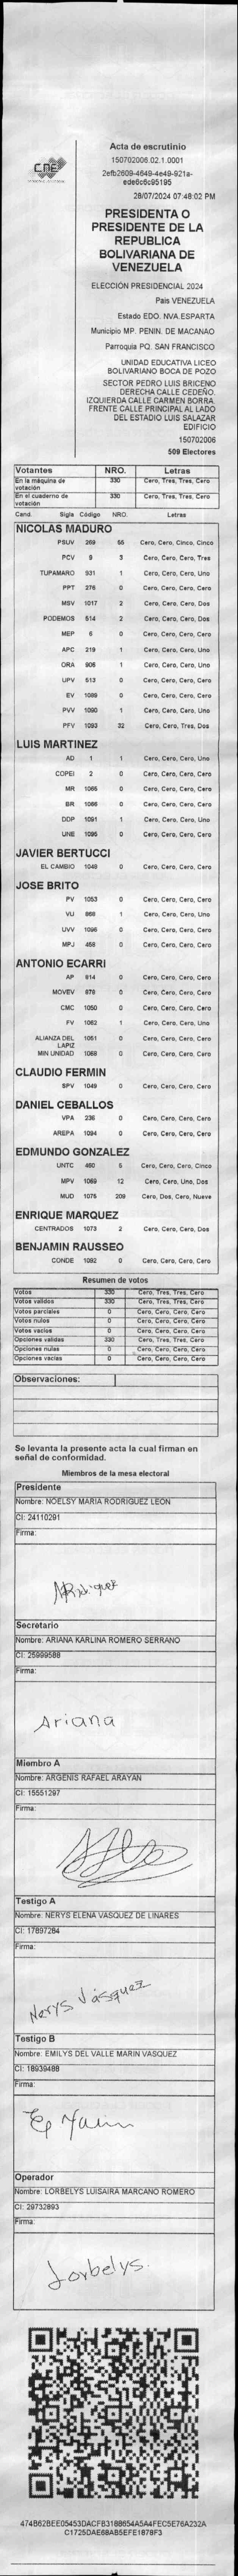 CNE
Acta de escrutinio
150702006.02.1.0001
2efb2609-4649-4e49-921a-
ede6c6c95195
28/07/2024 07:48:02 PM
PRESIDENTA O
PRESIDENTE DE LA
REPUBLICA
BOLIVARIANA DE
VENEZUELA
ELECCIÓN PRESIDENCIAL 2024
Pais VENEZUELA
Estado EDO. NVA.ESPARTA
Municipio MP. PENIN. DE MACANAO
Parroquia PQ. SAN FRANCISCO
UNIDAD EDUCATIVA LICEO
BOLIVARIANO BOCA DE POZO
SECTOR PEDRO LUIS BRICENO
DERECHA CALLE CEDEÑO.
IZQUIERDA CALLE CARMEN BORRA.
FRENTE CALLE PRINCIPAL AL LADO
DEL ESTADIO LUIS SALAZAR
EDIFICIO
150702006
509 Electores
Votantes NRO. Letras
En la máquina de votación 330 Cero, Tres, Tres, Cero
En el cuaderno de votación 330 Cero, Tres, Tres, Cero
Cand. Sigla Código NRO. Letras
NICOLAS MADURO
PSUV 269 55 Cero, Cero, Cinco, Cinco
PCV 9 3 Cero, Cero, Cero, Tres
TUPAMARO 931 1 Cero, Cero, Cero, Uno
PPT 276 0 Cero, Cero, Cero, Cero
MSV 1017 2 Cero, Cero, Cero, Dos
PODEMOS 514 2 Cero, Cero, Cero, Dos
MEP 6 0 Cero, Cero, Cero, Cero
APC 219 1 Cero, Cero, Cero, Uno
ORA 906 1 Cero, Cero, Cero, Uno
UPV 513 0 Cero, Cero, Cero, Cero
EV 1089 0 Cero, Cero, Cero, Cero
PVV 1090 1 Cero, Cero, Cero, Uno
PFV 1093 32 Cero, Cero, Tres, Dos
LUIS MARTINEZ
AD 1 1 Cero, Cero, Cero, Uno
COPEI 2 0 Cero, Cero, Cero, Cero
MR 1065 0 Cero, Cero, Cero, Cero
BR 1066 0 Cero, Cero, Cero, Cero
DDP 1091 1 Cero, Cero, Cero, Uno
UNE 1095 0 Cero, Cero, Cero, Cero
JAVIER BERTUCCI
EL CAMBIO 1048 0 Cero, Cero, Cero, Cero
JOSE BRITO
PV 1053 0 Cero, Cero, Cero, Cero
VU 868 1 Cero, Cero, Cero, Uno
UVV 1096 0 Cero, Cero, Cero, Cero
MPJ 458 0 Cero, Cero, Cero, Cero
ANTONIO ECARRI
AP 914 0 Cero, Cero, Cero, Cero
MOVEV 879 0 Cero, Cero, Cero, Cero
CMC 1050 0 Cero, Cero, Cero, Cero
FV 1062 1 Cero, Cero, Cero, Uno
ALIANZA DEL LAPIZ 1051 0 Cero, Cero, Cero, Cero
MIN UNIDAD 1068 0 Cero, Cero, Cero, Cero
CLAUDIO FERMIN
SPV 1049 0 Cero, Cero, Cero, Cero
DANIEL CEBALLOS
VPA 236 0 Cero, Cero, Cero, Cero
AREPA 1094 0 Cero, Cero, Cero, Cero
EDMUNDO GONZALEZ
UNTC 460 5 Cero, Cero, Cero, Cinco
MPV 1069 12 Cero, Cero, Uno, Dos
MUD 1075 209 Cero, Dos, Cero, Nueve
ENRIQUE MARQUEZ
CENTRADOS 1073 2 Cero, Cero, Cero, Dos
BENJAMIN RAUSSEO
CONDE 1092 0 Cero, Cero, Cero, Cero
Resumen de votos
Votos 330 Cero, Tres, Tres, Cero
Votos validos 330 Cero, Tres, Tres, Cero
Votos parciales 0 Cero, Cero, Cero, Cero
Votos nulos 0 Cero, Cero, Cero, Cero
Votos vacios 0 Cero, Cero, Cero, Cero
Opciones validas 330 Cero, Tres, Tres, Cero
Opciones nulas 0 Cero, Cero, Cero, Cero
Opciones vacias 0 Cero, Cero, Cero, Cero
Observaciones:
Se levanta la presente acta la cual firman en
señal de conformidad.
Miembros de la mesa electoral
Presidente
Nombre: NOELSY MARIA RODRIGUEZ LEON
CI: 24110291
Firma:
NRodriguez
Secretario
Nombre: ARIANA KARLINA ROMERO SERRANO
CI: 25999588
Firma:
Ariana
Miembro A
Nombre: ARGENIS RAFAEL ARAYAN
CI: 15551297
Firma:
Testigo A
Nombre: NERYS ELENA VASQUEZ DE LINARES
CI: 17897284
Firma:
Nerys Vásquez
Testigo B
Nombre: EMILYS DEL VALLE MARIN VASQUEZ
CI: 18939488
Firma:
Operador
Nombre: LORBELYS LUISAIRA MARCANO ROMERO
CI: 29732893
Firma:
Lorbelys.
474B62BEE05453DACFB3188654A5A4FEC5E76A232A
C1725DAE68AB5EFE1878F3